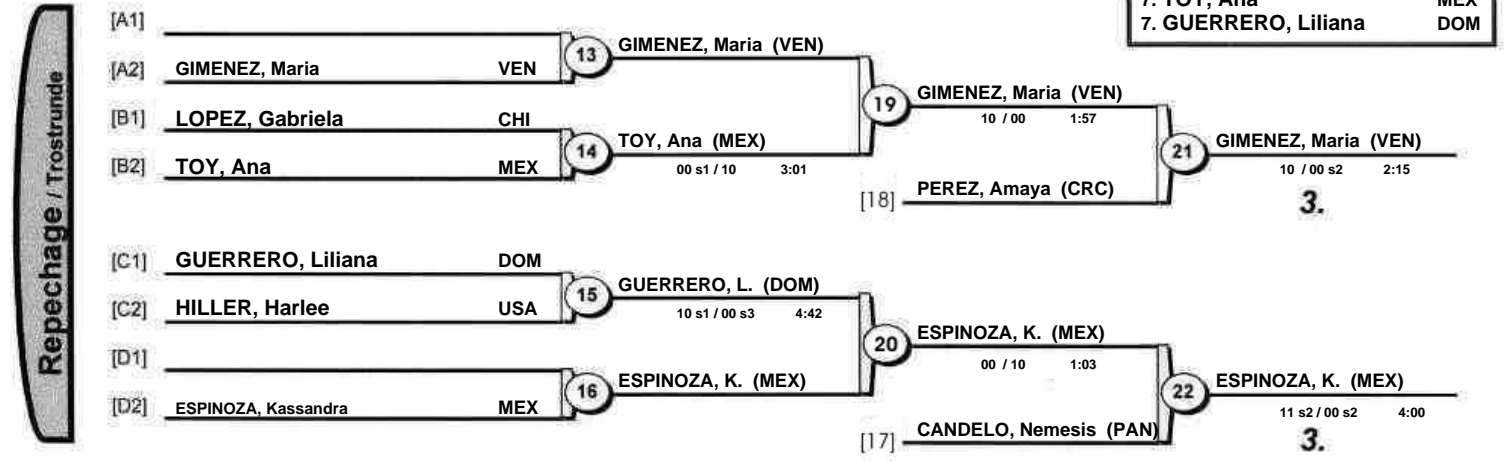 7. TOY, Ana MEX
7. GUERRERO, Liliana DOM
Repechage / Trostrunde
[A1]
[A2] GIMENEZ, Maria VEN
13 GIMENEZ, Maria (VEN)
[B1] LOPEZ, Gabriela CHI
[B2] TOY, Ana MEX
14 TOY, Ana (MEX)
00 s1 / 10 3:01
19 GIMENEZ, Maria (VEN)
10 / 00 1:57
[18] PEREZ, Amaya (CRC)
21 GIMENEZ, Maria (VEN)
10 / 00 s2 2:15
3.
[C1] GUERRERO, Liliana DOM
[C2] HILLER, Harlee USA
15 GUERRERO, L. (DOM)
10 s1 / 00 s3 4:42
[D1]
[D2] ESPINOZA, Kassandra MEX
16 ESPINOZA, K. (MEX)
20 ESPINOZA, K. (MEX)
00 / 10 1:03
[17] CANDELO, Nemesis (PAN)
22 ESPINOZA, K. (MEX)
11 s2 / 00 s2 4:00
3.